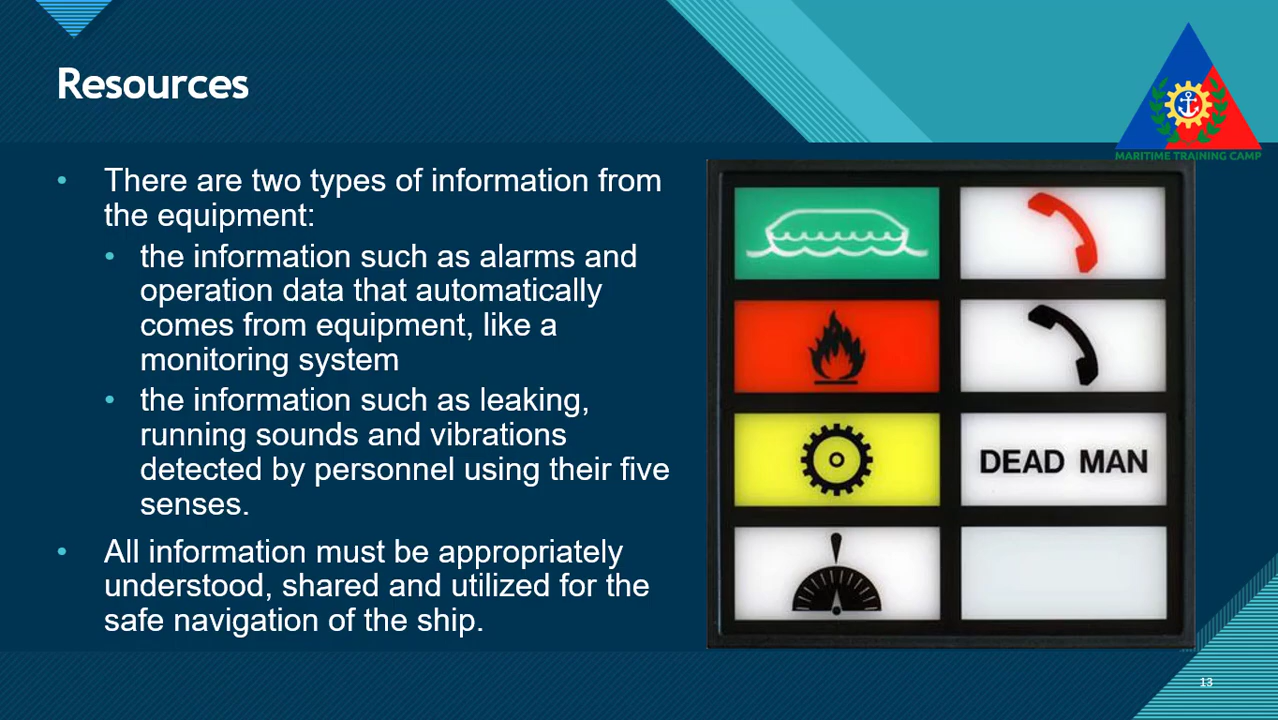 Resources
MARITIME TRAINING CAMP
• There are two types of information from
the equipment:
• the information such as alarms and
operation data that automatically
comes from equipment, like a
monitoring system
• the information such as leaking,
running sounds and vibrations
detected by personnel using their five
senses.
• All information must be appropriately
understood, shared and utilized for the
safe navigation of the ship.
DEAD MAN
13